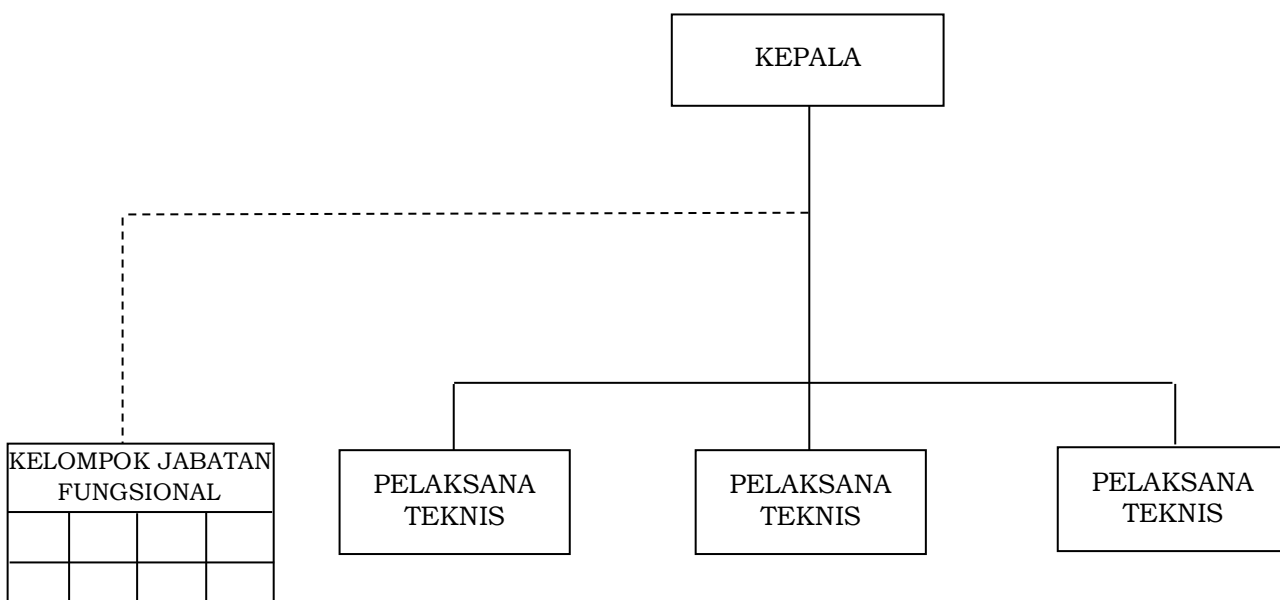 KEPALA
KELOMPOK JABATAN
FUNGSIONAL
PELAKSANA
TEKNIS
PELAKSANA
TEKNIS
PELAKSANA
TEKNIS